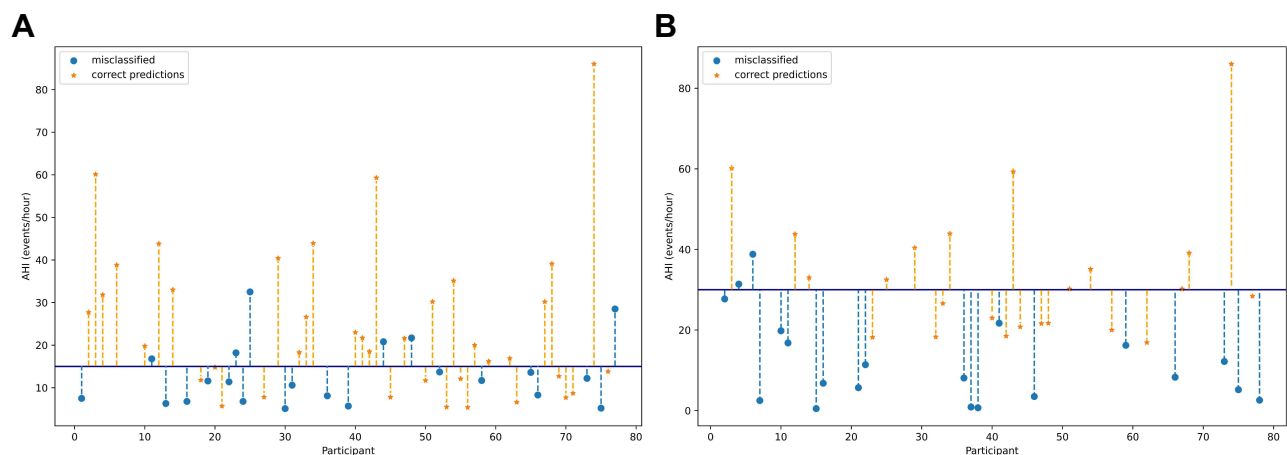 A
misclassified
correct predictions
AHI (events/hour)
80
70
60
50
40
30
20
10
0 10 20 30 40 50 60 70 80
Participant
B
misclassified
correct predictions
AHI (events/hour)
80
60
40
20
0
0 10 20 30 40 50 60 70 80
Participant